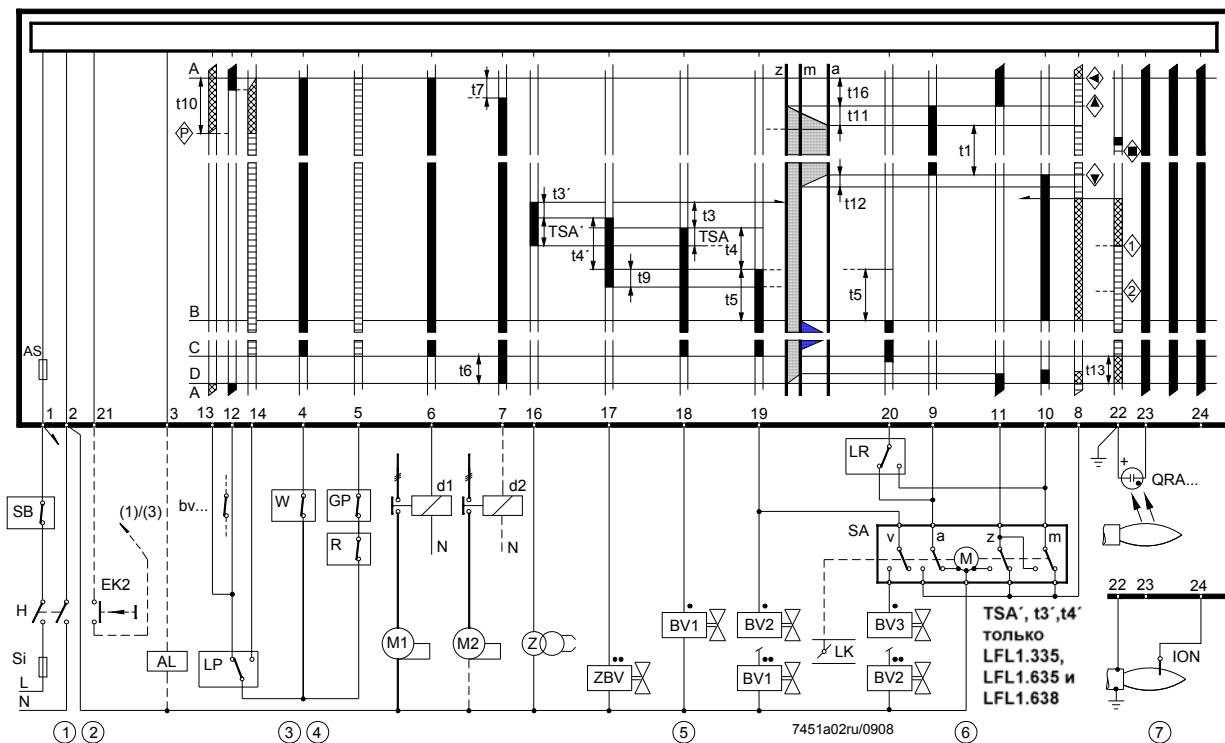 A
z m a
t7
t16
t10
t11
P
t1
t12
t3´
t3
TSA´
TSA
t4
1
t4´
t9
2
t5
t5
B
AS
C
t6
t13
D
A
1 2 21 3 13 12 14 4 5 6 7 16 17 18 19 20 9 11 10 8 22 23 24
LR
+
QRA...
d1
d2
bv...
W
GP
SB
(1)/(3)
R
N
N
SA
v a z m
M
EK2
22 23 24
H
BV1
BV2
BV3
TSA´, t3´,t4´
только
LFL1.335,
LFL1.635 и
LFL1.638
M1
M2
Z
LK
ION
Si
AL
LP
L
ZBV
BV1
BV2
N
1 2
3 4
5
7451a02ru/0908
6
7